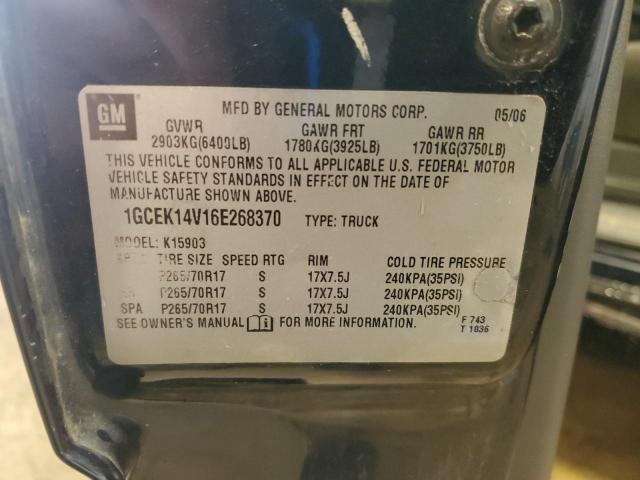 GM
MFD BY GENERAL MOTORS CORP. 05/06
GVWR GAWR FRT GAWR RR
2903KG(6400LB) 1780KG(3925LB) 1701KG(3750LB)
THIS VEHICLE CONFORMS TO ALL APPLICABLE U.S. FEDERAL MOTOR
VEHICLE SAFETY STANDARDS IN EFFECT ON THE DATE OF
MANUFACTURE SHOWN ABOVE.
1GCEK14V16E268370 TYPE: TRUCK
MODEL: K15903
TIRE SIZE SPEED RTG RIM COLD TIRE PRESSURE
P265/70R17 S 17X7.5J 240KPA(35PSI)
P265/70R17 S 17X7.5J 240KPA(35PSI)
SPA P265/70R17 S 17X7.5J 240KPA(35PSI)
SEE OWNER'S MANUAL FOR MORE INFORMATION.
F 743
T 1036